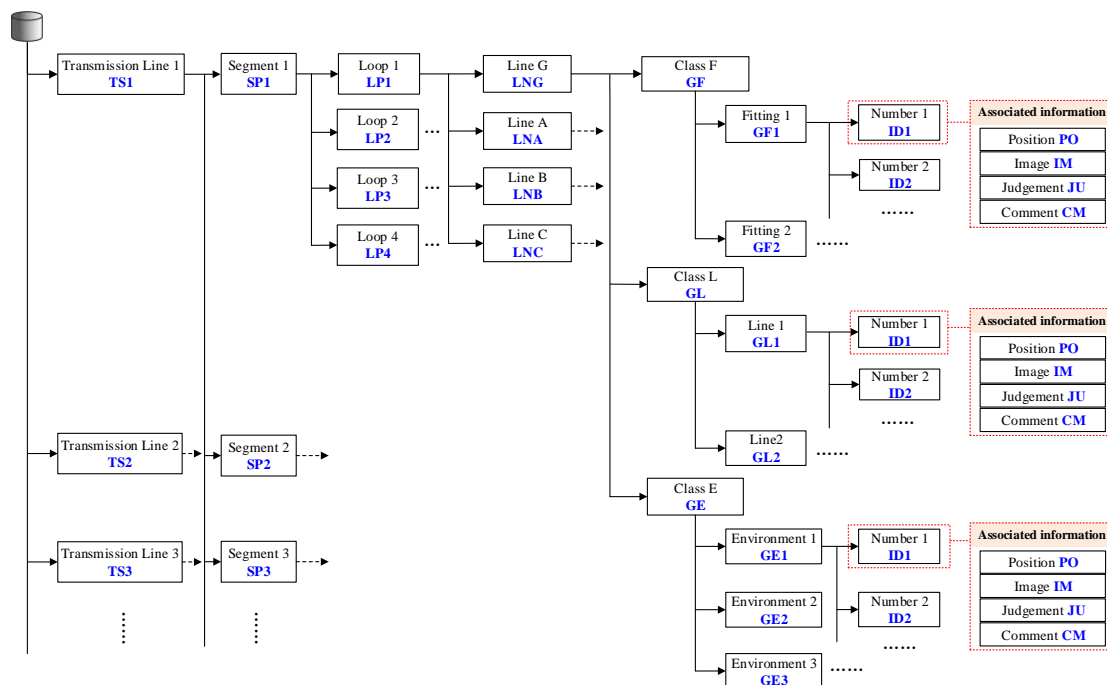 Transmission Line 1
TS1
Segment 1
SP1
Loop 1
LP1
Line G
LNG
Class F
GF
Loop 2
LP2
...
Line A
LNA
Loop 3
LP3
...
Line B
LNB
Loop 4
LP4
...
Line C
LNC
Fitting 1
GF1
Number 1
ID1
Number 2
ID2
......
Fitting 2
GF2
......
Associated information
Position PO
Image IM
Judgement JU
Comment CM
Class L
GL
Line 1
GL1
Number 1
ID1
Number 2
ID2
......
Line2
GL2
......
Associated information
Position PO
Image IM
Judgement JU
Comment CM
Transmission Line 2
TS2
Segment 2
SP2
Class E
GE
Transmission Line 3
TS3
Segment 3
SP3
......
......
Environment 1
GE1
Number 1
ID1
Environment 2
GE2
Number 2
ID2
......
Environment 3
GE3
......
Associated information
Position PO
Image IM
Judgement JU
Comment CM